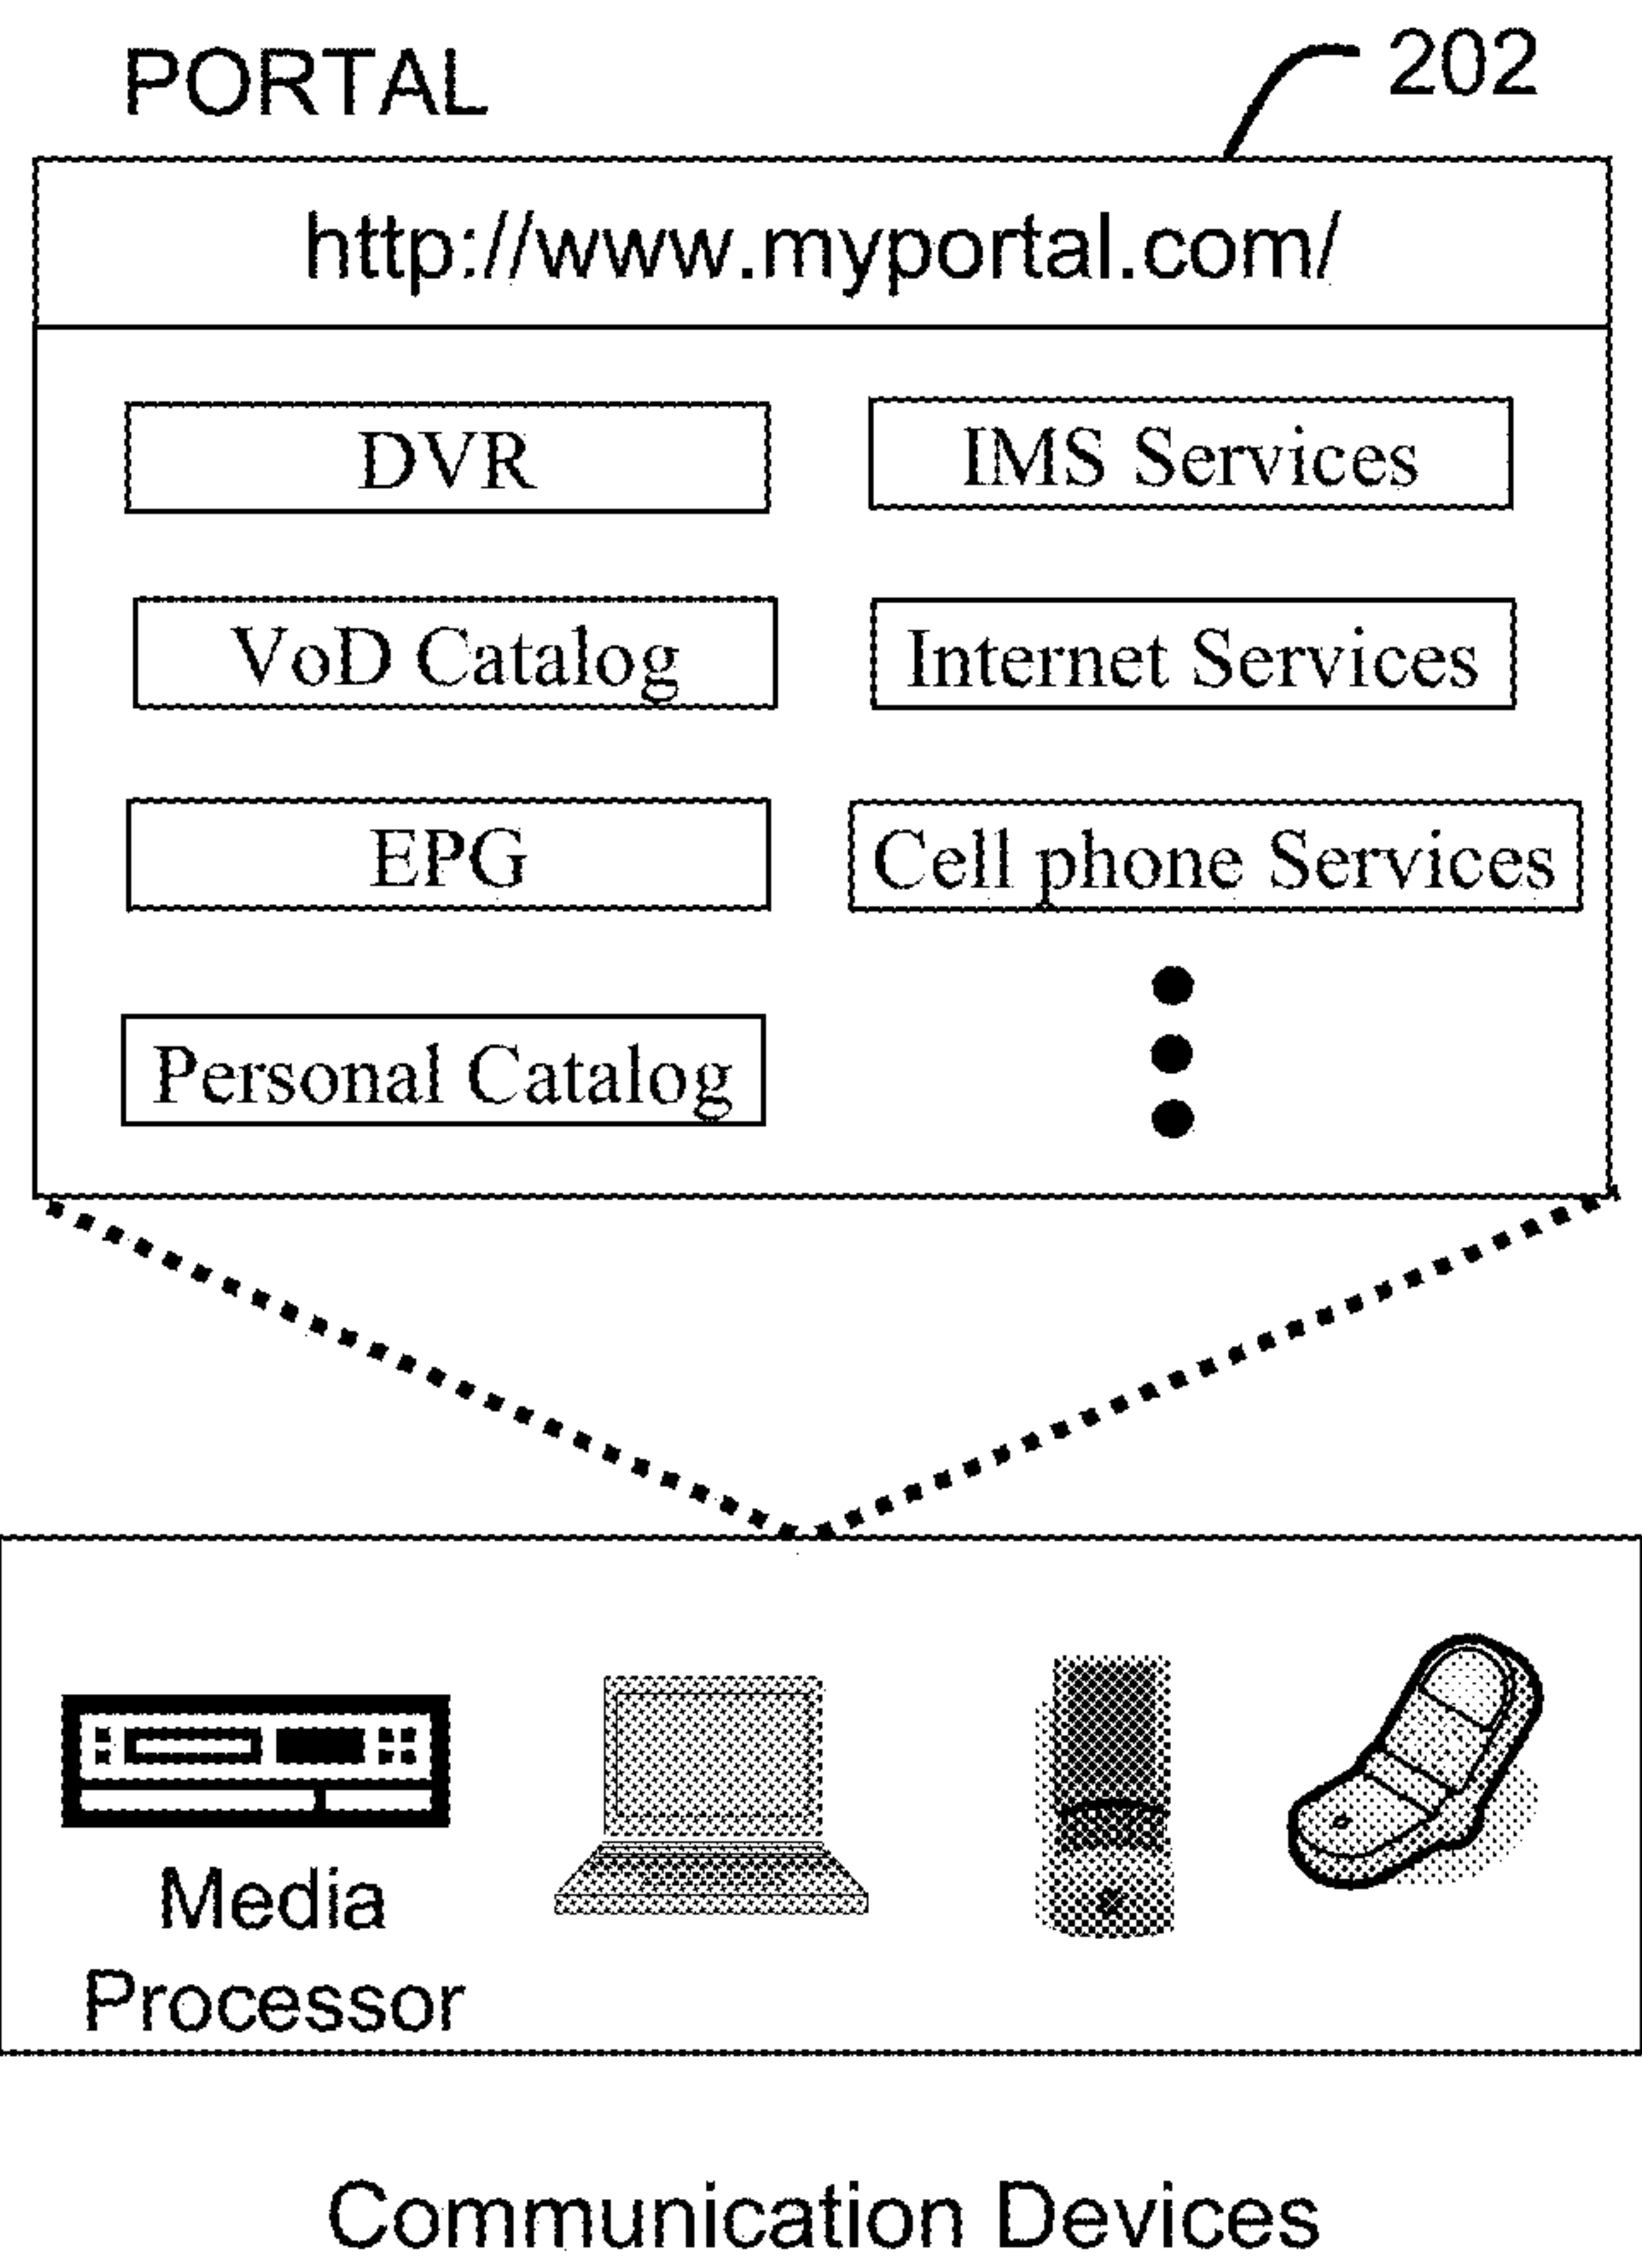 PORTAL
202
http://www.myportal.com/
DVR
IMS Services
VoD Catalog
Internet Services
EPG
Cell phone Services
Personal Catalog
Media
Processor
Communication Devices